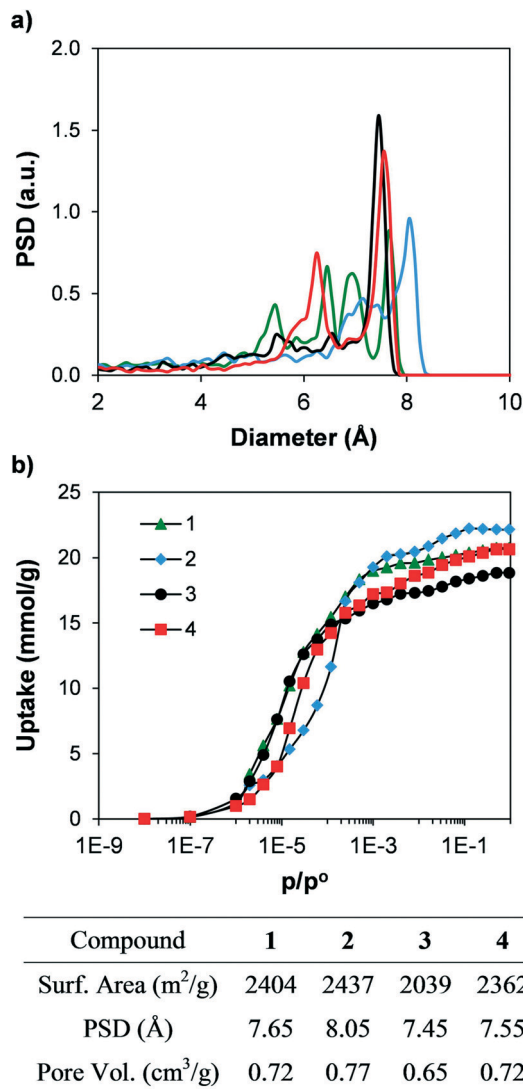 a)
2.0
1.5
1.0
0.5
0.0
PSD (a.u.)
2 4 6 8 10
Diameter (Å)
b)
25
20
15
10
5
0
Uptake (mmol/g)
1
2
3
4
1E-9 1E-7 1E-5 1E-3 1E-1
p/p°
Compound 1 2 3 4
Surf. Area (m²/g) 2404 2437 2039 2362
PSD (Å) 7.65 8.05 7.45 7.55
Pore Vol. (cm³/g) 0.72 0.77 0.65 0.72